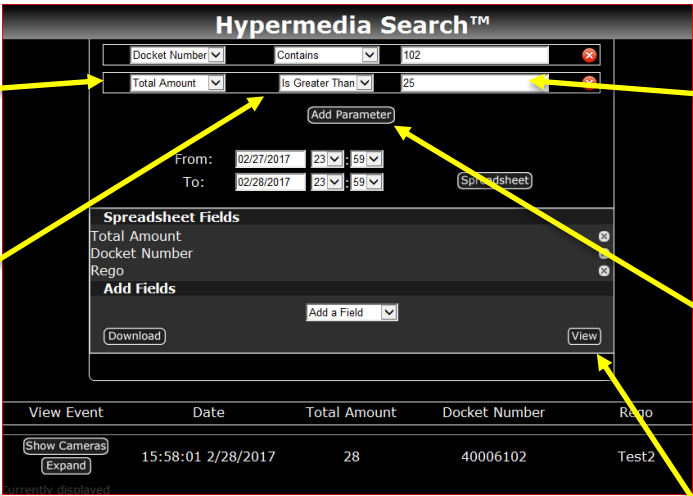 Hypermedia Search™
Docket Number Contains 102
Total Amount Is Greater Than 25
Add Parameter
From: 02/27/2017 23 : 59
To: 02/28/2017 23 : 59 Spreadsheet
Spreadsheet Fields
Total Amount
Docket Number
Rego
Add Fields
Add a Field
Download View
View Event Date Total Amount Docket Number Rego
Show Cameras
Expand 15:58:01 2/28/2017 28 40006102 Test2
Currently displayed